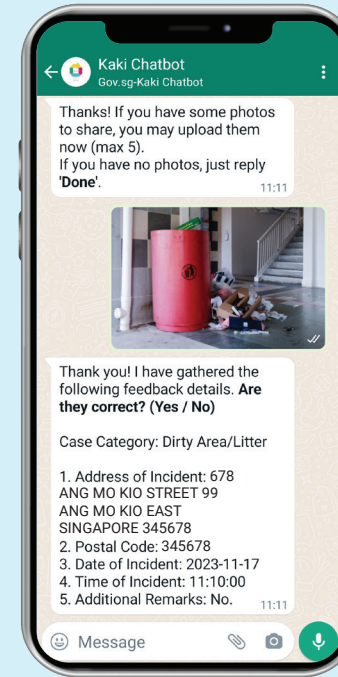 Kaki Chatbot
Gov.sg-Kaki Chatbot
Thanks! If you have some photos
to share, you may upload them
now (max 5).
If you have no photos, just reply
'Done'.
11:11
Thank you! I have gathered the
following feedback details. Are
they correct? (Yes / No)
Case Category: Dirty Area/Litter
1. Address of Incident: 678
ANG MO KIO STREET 99
ANG MO KIO EAST
SINGAPORE 345678
2. Postal Code: 345678
3. Date of Incident: 2023-11-17
4. Time of Incident: 11:10:00
5. Additional Remarks: No.
11:11
Message